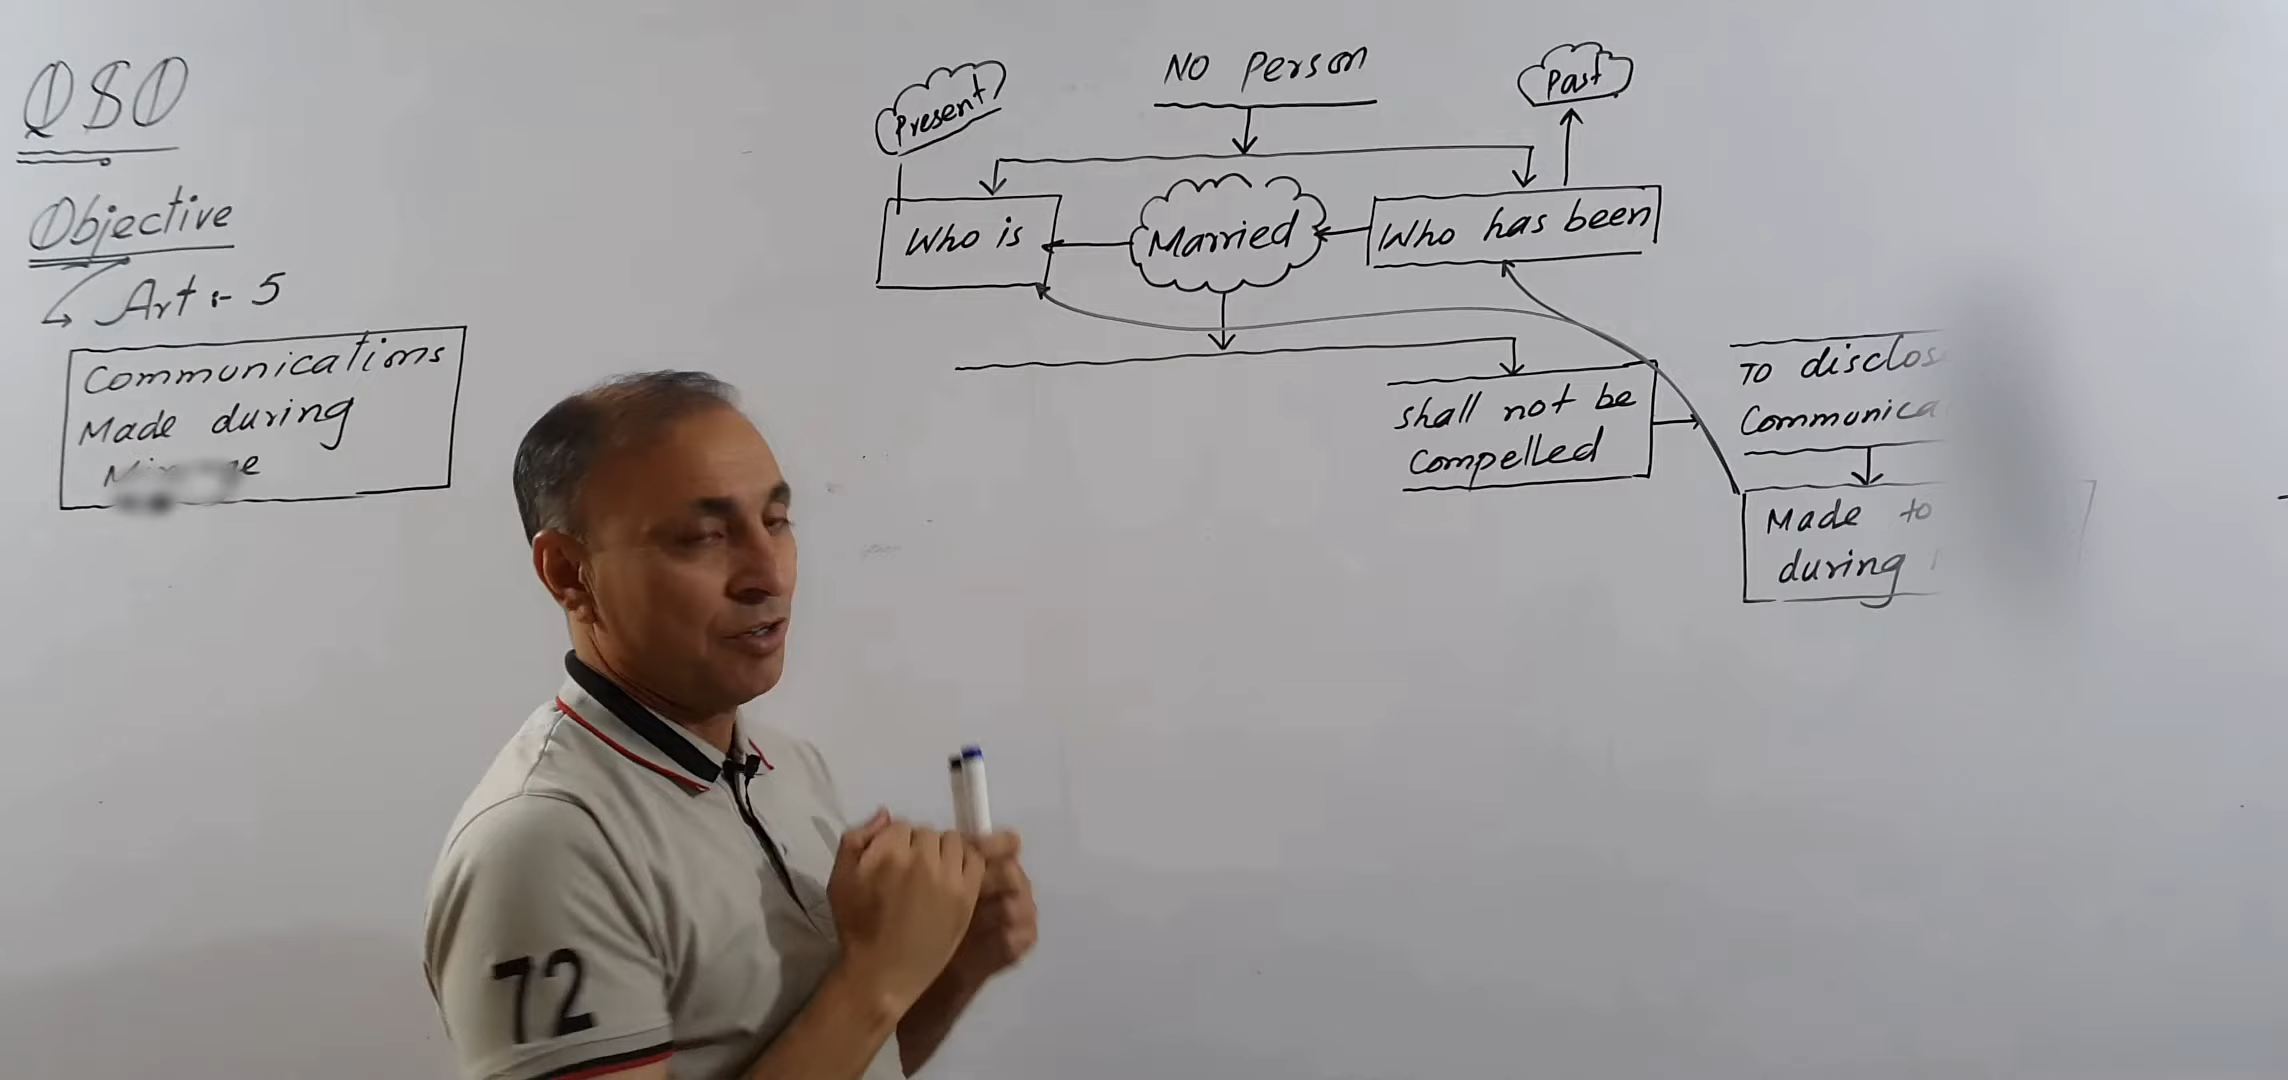 QSO
Objective
Art :- 5
Communications
Made during
NO Person
Present
Past
Who is
Married
Who has been
shall not be
compelled
To disclos
Communica
Made to
during
72